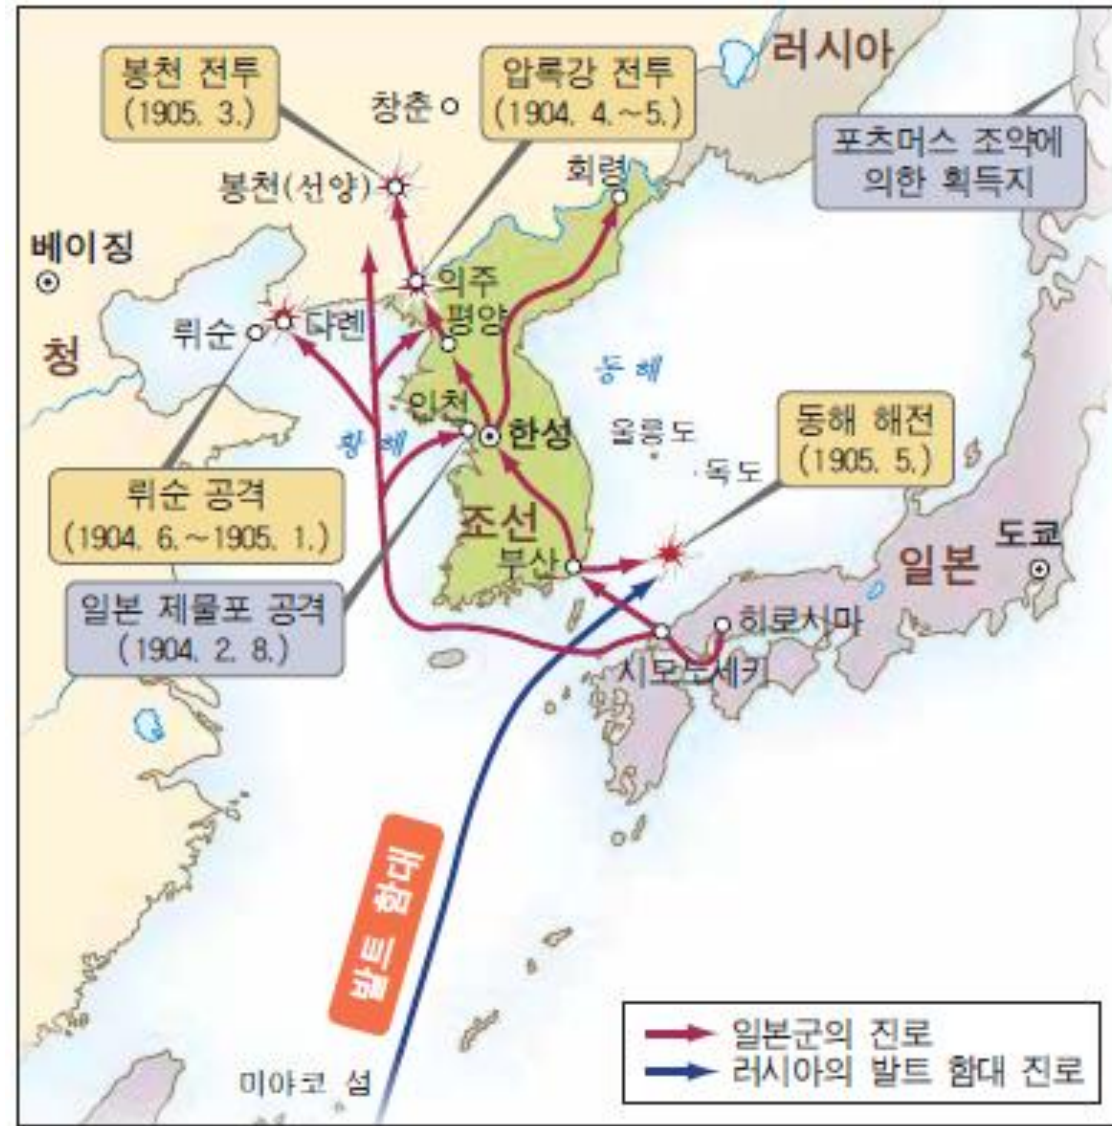 봉천 전투
(1905. 3.)
압록강 전투
(1904. 4.~5.)
러시아
창춘
포츠머스 조약에
의한 획득지
봉천(선양)
회령
베이징
의주
평양
뤼순
다롄
청
동해
인천
한성
황해
울릉도
독도
동해 해전
(1905. 5.)
뤼순 공격
(1904. 6.~1905. 1.)
조선
부산
일본
도쿄
일본 제물포 공격
(1904. 2. 8.)
히로시마
시모노세키
발트 함대
미야코 섬
일본군의 진로
러시아의 발트 함대 진로